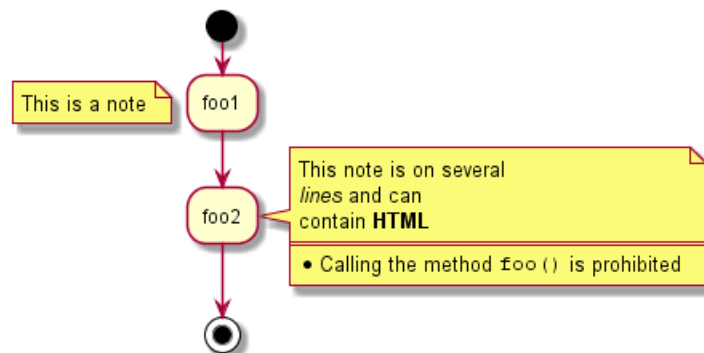 This is a note
foo1
foo2
This note is on several
lines and can
contain HTML
• Calling the method foo() is prohibited